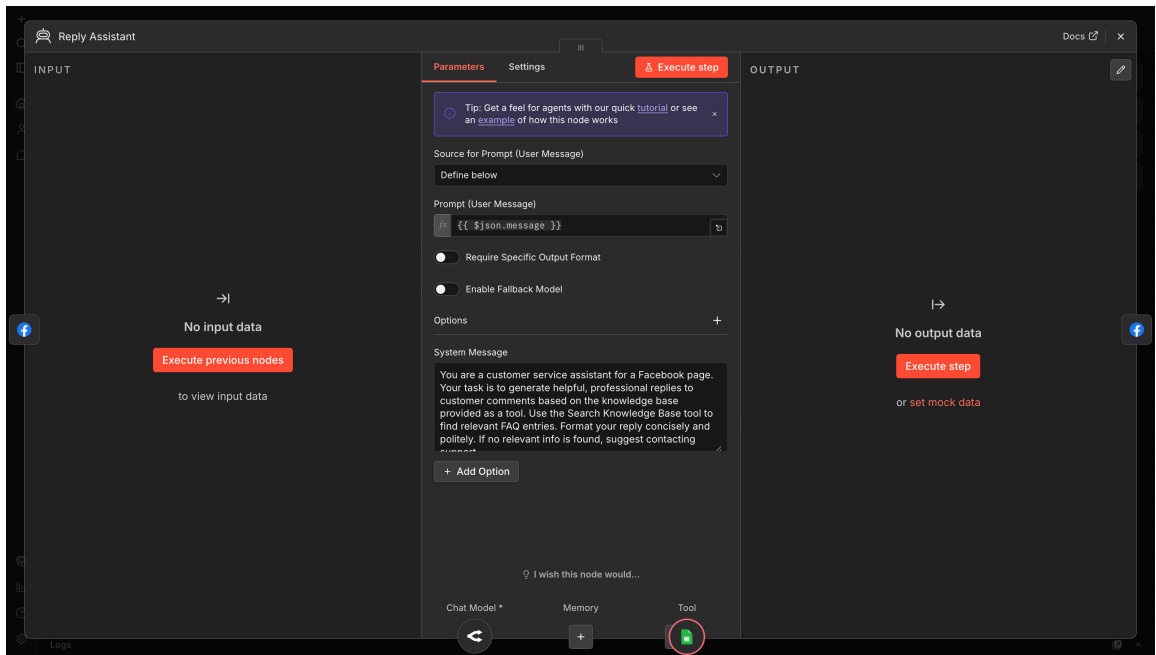 Reply Assistant
Docs
INPUT
Parameters
Settings
Execute step
OUTPUT
Tip: Get a feel for agents with our quick tutorial or see
an example of how this node works
Source for Prompt (User Message)
Define below
Prompt (User Message)
fx {{ $json.message }}
Require Specific Output Format
Enable Fallback Model
Options
System Message
You are a customer service assistant for a Facebook page.
Your task is to generate helpful, professional replies to
customer comments based on the knowledge base
provided as a tool. Use the Search Knowledge Base tool to
find relevant FAQ entries. Format your reply concisely and
politely. If no relevant info is found, suggest contacting
support
+ Add Option
No input data
Execute previous nodes
to view input data
No output data
Execute step
or set mock data
I wish this node would...
Chat Model *
Memory
Tool
Logs